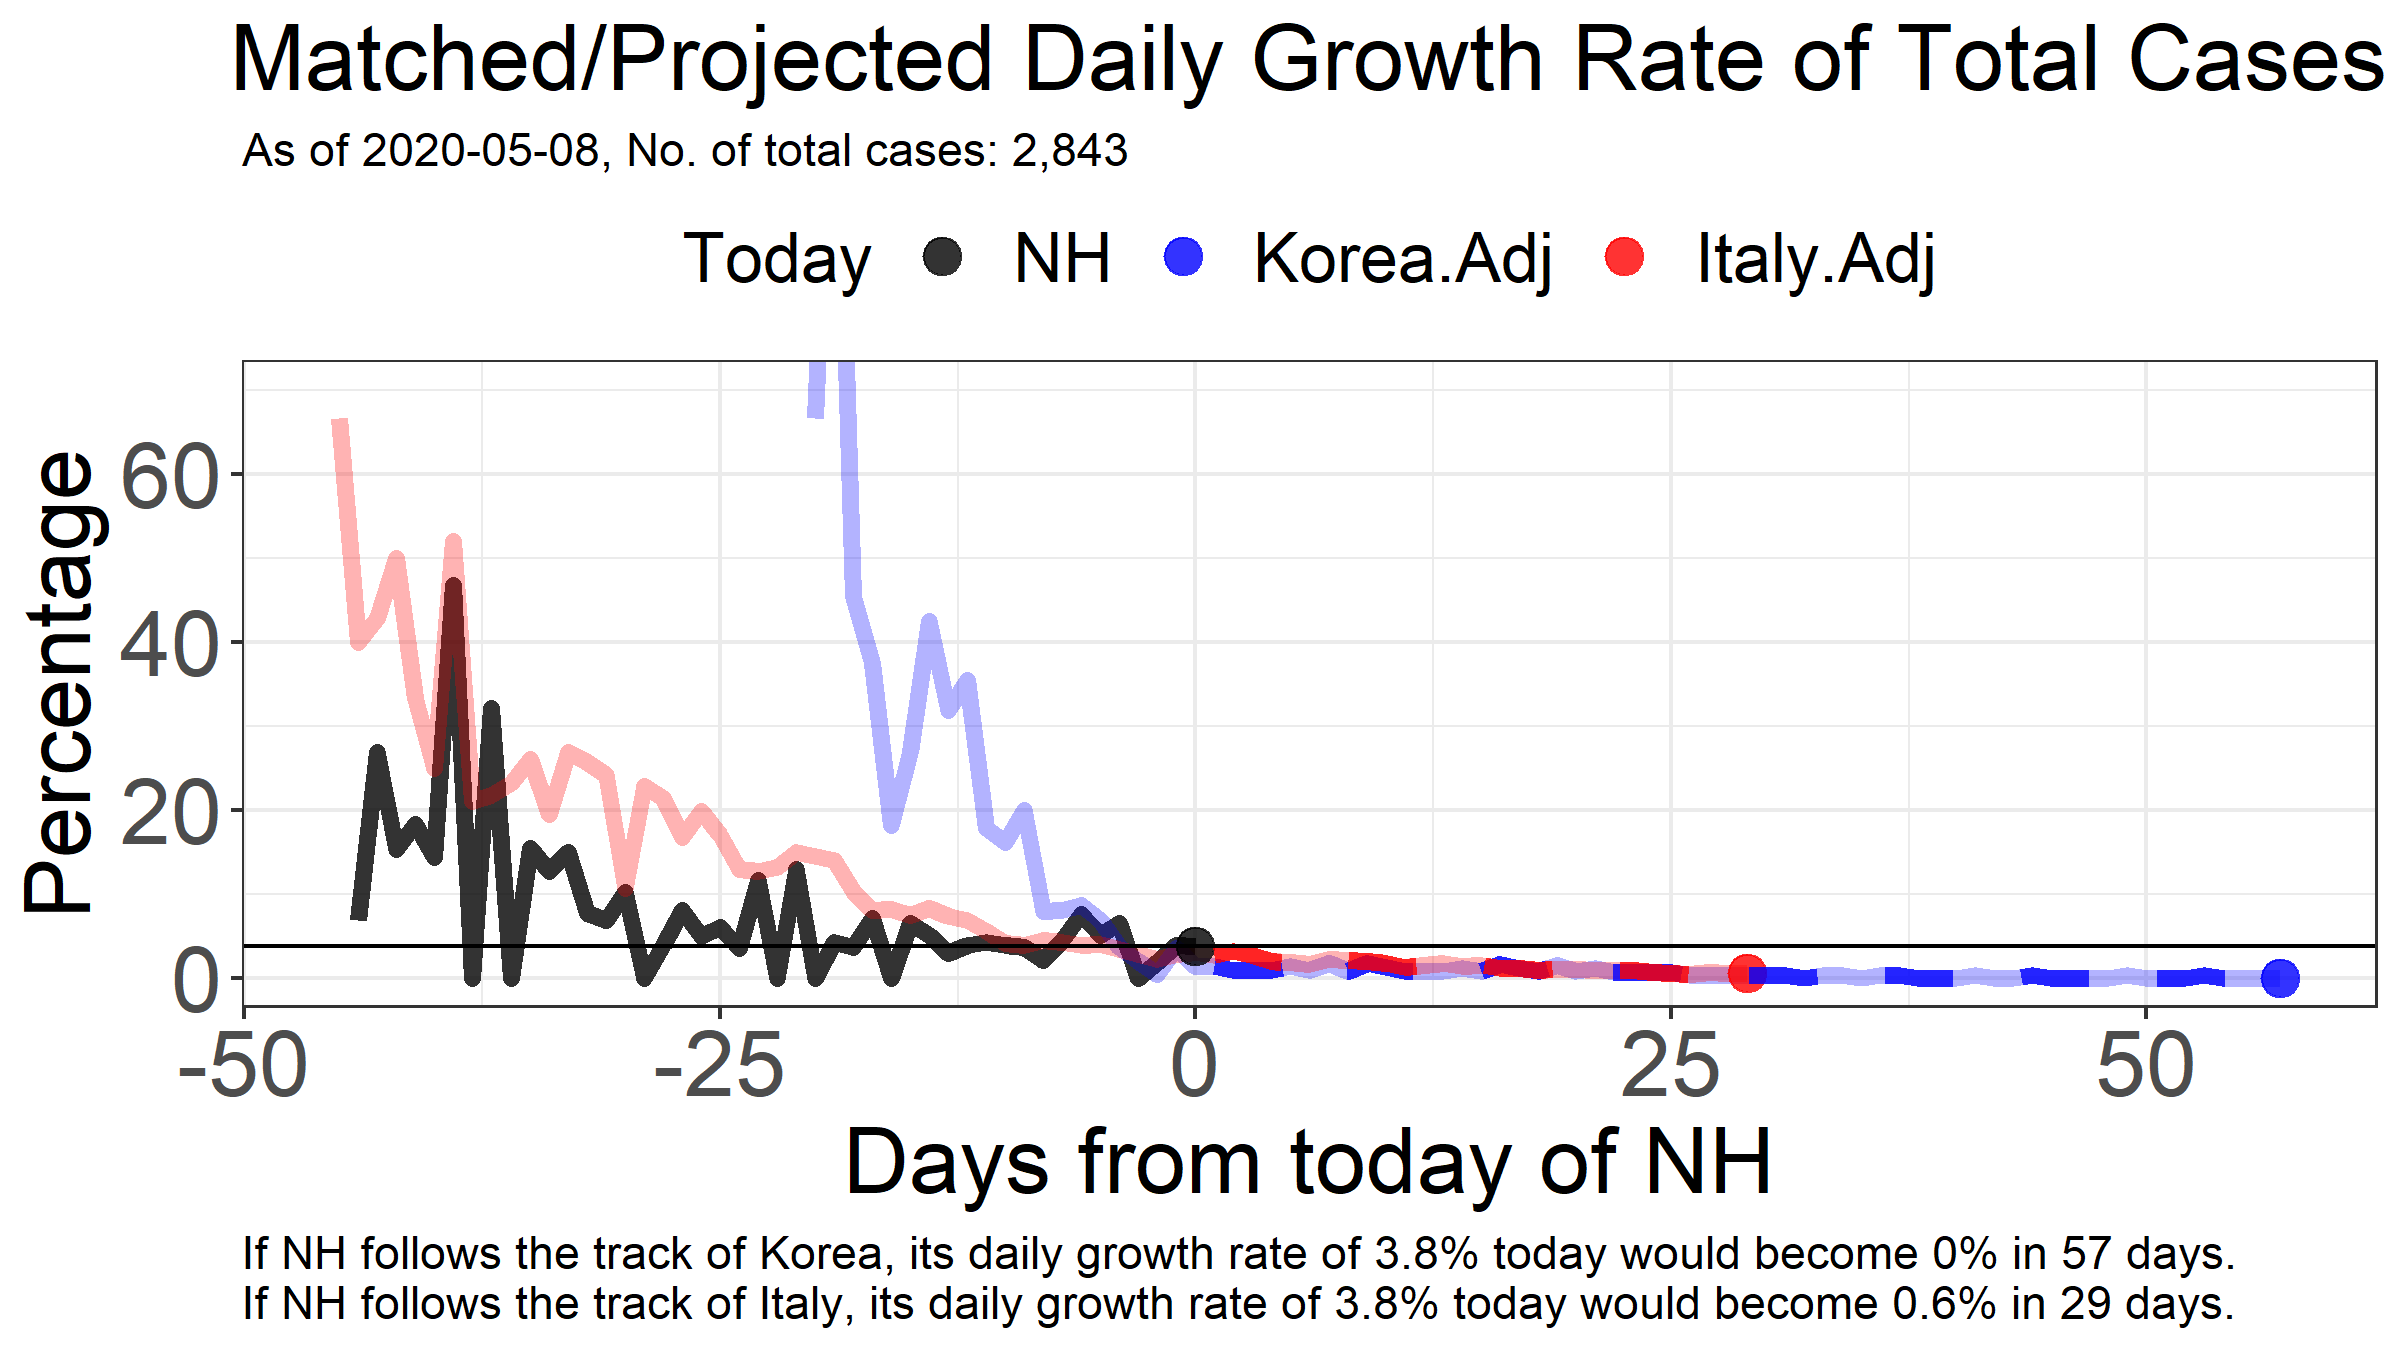 Matched/Projected Daily Growth Rate of Total Cases
As of 2020-05-08, No. of total cases: 2,843
Today NH Korea.Adj Italy.Adj
Percentage
60
40
20
0
-50 -25 0 25 50
Days from today of NH
If NH follows the track of Korea, its daily growth rate of 3.8% today would become 0% in 57 days.
If NH follows the track of Italy, its daily growth rate of 3.8% today would become 0.6% in 29 days.